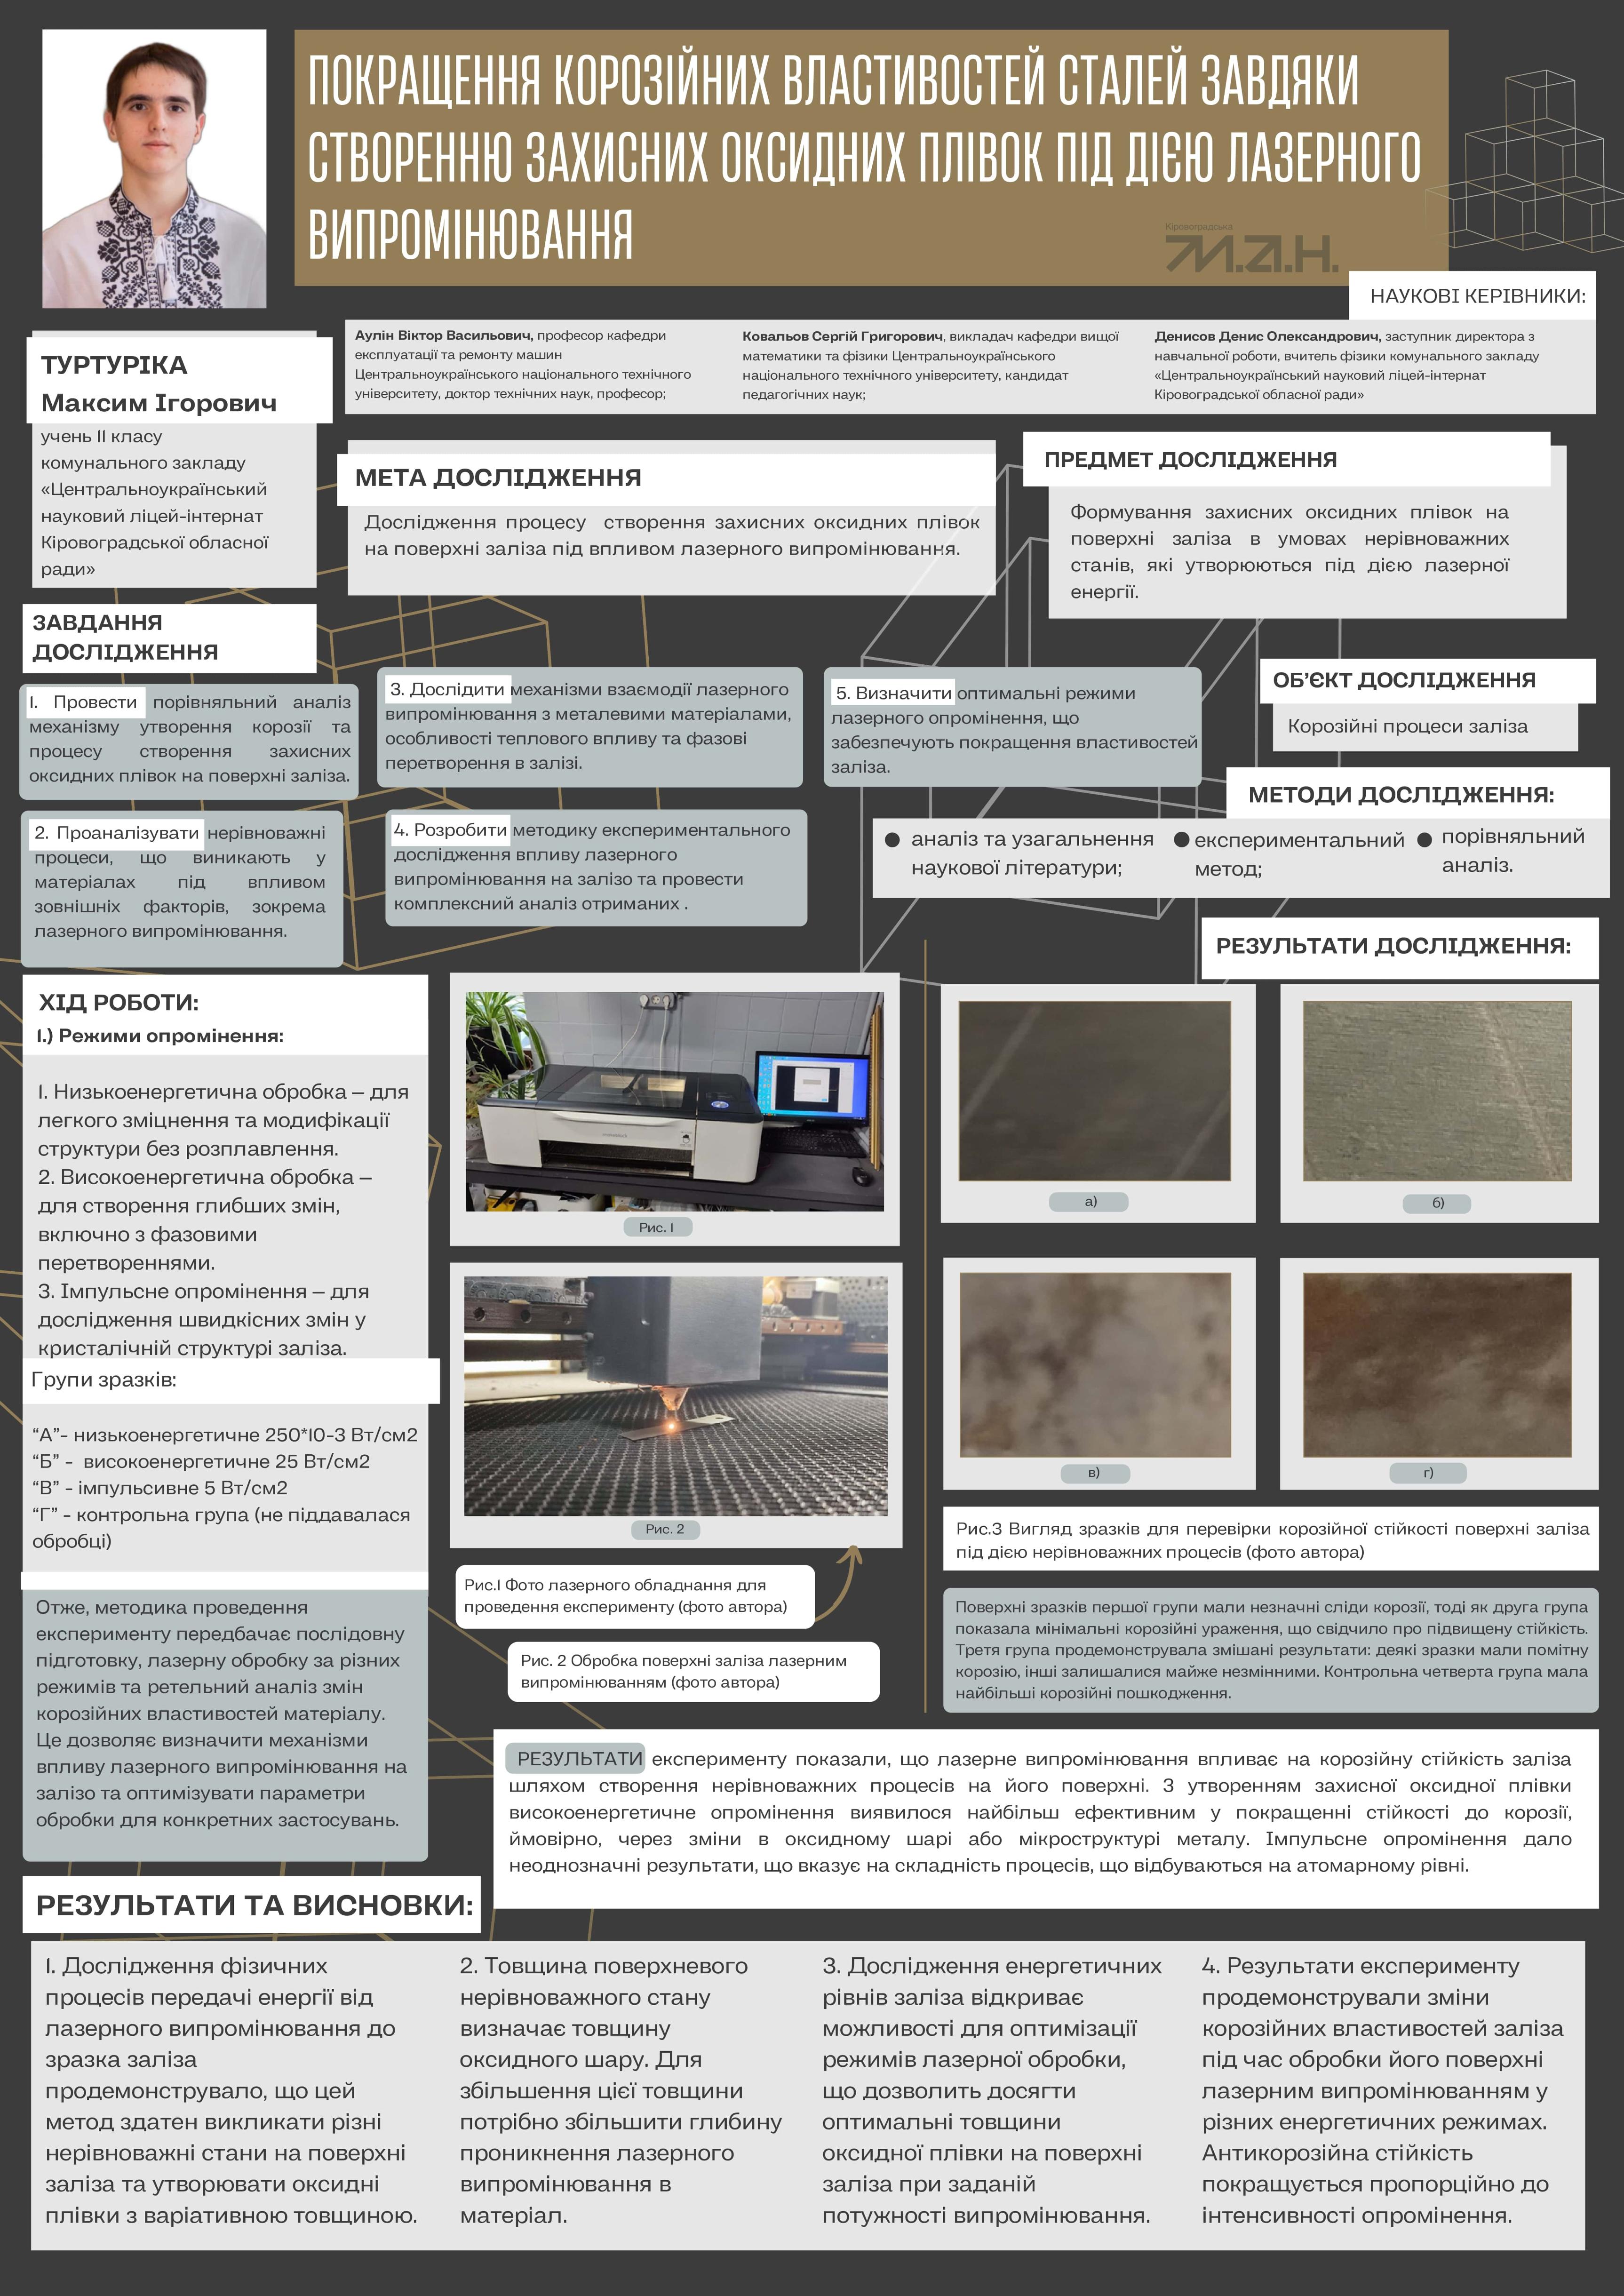 ПОКРАЩЕННЯ КОРОЗІЙНИХ ВЛАСТИВОСТЕЙ СТАЛЕЙ ЗАВДЯКИ
СТВОРЕННЮ ЗАХИСНИХ ОКСИДНИХ ПЛІВОК ПІД ДІЄЮ ЛАЗЕРНОГО
ВИПРОМІНЮВАННЯ
Кіровоградська
М.А.Н.
НАУКОВІ КЕРІВНИКИ:
Аулін Віктор Васильович, професор кафедри
експлуатації та ремонту машин
Центральноукраїнського національного технічного
університету, доктор технічних наук, професор;
Ковальов Сергій Григорович, викладач кафедри вищої
математики та фізики Центральноукраїнського
національного технічного університету, кандидат
педагогічних наук;
Денисов Денис Олександрович, заступник директора з
навчальної роботи, вчитель фізики комунального закладу
«Центральноукраїнський науковий ліцей-інтернат
Кіровоградської обласної ради»
ТУРТУРІКА
Максим Ігорович
учень 11 класу
комунального закладу
«Центральноукраїнський
науковий ліцей-інтернат
Кіровоградської обласної
ради»
МЕТА ДОСЛІДЖЕННЯ
Дослідження процесу створення захисних оксидних плівок
на поверхні заліза під впливом лазерного випромінювання.
ПРЕДМЕТ ДОСЛІДЖЕННЯ
Формування захисних оксидних плівок на
поверхні заліза в умовах нерівноважних
станів, які утворюються під дією лазерної
енергії.
ЗАВДАННЯ
ДОСЛІДЖЕННЯ
1. Провести порівняльний аналіз
механізму утворення корозії та
процесу створення захисних
оксидних плівок на поверхні заліза.
2. Проаналізувати нерівноважні
процеси, що виникають у
матеріалах під впливом
зовнішніх факторів, зокрема
лазерного випромінювання.
3. Дослідити механізми взаємодії лазерного
випромінювання з металевими матеріалами,
особливості теплового впливу та фазові
перетворення в залізі.
4. Розробити методику експериментального
дослідження впливу лазерного
випромінювання на залізо та провести
комплексний аналіз отриманих .
5. Визначити оптимальні режими
лазерного опромінення, що
забезпечують покращення властивостей
заліза.
ОБ’ЄКТ ДОСЛІДЖЕННЯ
Корозійні процеси заліза
МЕТОДИ ДОСЛІДЖЕННЯ:
● аналіз та узагальнення
наукової літератури;
● експериментальний
метод;
● порівняльний
аналіз.
РЕЗУЛЬТАТИ ДОСЛІДЖЕННЯ:
ХІД РОБОТИ:
1.) Режими опромінення:
1. Низькоенергетична обробка – для
легкого зміцнення та модифікації
структури без розплавлення.
2. Високоенергетична обробка –
для створення глибших змін,
включно з фазовими
перетвореннями.
3. Імпульсне опромінення – для
дослідження швидкісних змін у
кристалічній структурі заліза.
Групи зразків:
“А”- низькоенергетичне 250*10-3 Вт/см2
“Б” - високоенергетичне 25 Вт/см2
“В” - імпульсивне 5 Вт/см2
“Г” - контрольна група (не піддавалася
обробці)
Отже, методика проведення
експерименту передбачає послідовну
підготовку, лазерну обробку за різних
режимів та ретельний аналіз змін
корозійних властивостей матеріалу.
Це дозволяє визначити механізми
впливу лазерного випромінювання на
залізо та оптимізувати параметри
обробки для конкретних застосувань.
Рис. 1
Рис. 2
Рис.1 Фото лазерного обладнання для
проведення експерименту (фото автора)
Рис. 2 Обробка поверхні заліза лазерним
випромінюванням (фото автора)
а)
б)
в)
г)
Рис.3 Вигляд зразків для перевірки корозійної стійкості поверхні заліза
під дією нерівноважних процесів (фото автора)
Поверхні зразків першої групи мали незначні сліди корозії, тоді як друга група
показала мінімальні корозійні ураження, що свідчило про підвищену стійкість.
Третя група продемонструвала змішані результати: деякі зразки мали помітну
корозію, інші залишалися майже незмінними. Контрольна четверта група мала
найбільші корозійні пошкодження.
РЕЗУЛЬТАТИ експерименту показали, що лазерне випромінювання впливає на корозійну стійкість заліза
шляхом створення нерівноважних процесів на його поверхні. З утворенням захисної оксидної плівки
високоенергетичне опромінення виявилося найбільш ефективним у покращенні стійкості до корозії,
ймовірно, через зміни в оксидному шарі або мікроструктурі металу. Імпульсне опромінення дало
неоднозначні результати, що вказує на складність процесів, що відбуваються на атомарному рівні.
РЕЗУЛЬТАТИ ТА ВИСНОВКИ:
1. Дослідження фізичних
процесів передачі енергії від
лазерного випромінювання до
зразка заліза
продемонструвало, що цей
метод здатен викликати різні
нерівноважні стани на поверхні
заліза та утворювати оксидні
плівки з варіативною товщиною.
2. Товщина поверхневого
нерівноважного стану
визначає товщину
оксидного шару. Для
збільшення цієї товщини
потрібно збільшити глибину
проникнення лазерного
випромінювання в
матеріал.
3. Дослідження енергетичних
рівнів заліза відкриває
можливості для оптимізації
режимів лазерної обробки,
що дозволить досягти
оптимальні товщини
оксидної плівки на поверхні
заліза при заданій
потужності випромінювання.
4. Результати експерименту
продемонстрували зміни
корозійних властивостей заліза
під час обробки його поверхні
лазерним випромінюванням у
різних енергетичних режимах.
Антикорозійна стійкість
покращується пропорційно до
інтенсивності опромінення.